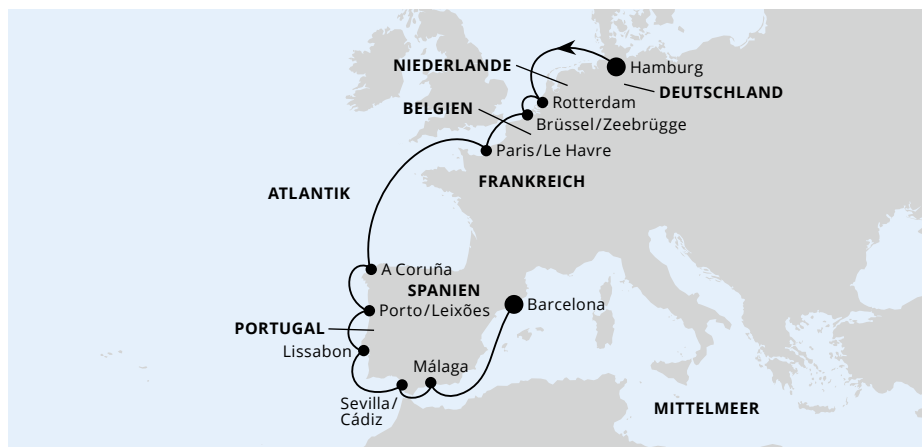 NIEDERLANDE
Hamburg
DEUTSCHLAND
BELGIEN
Rotterdam
Brüssel/Zeebrügge
Paris/Le Havre
FRANKREICH
ATLANTIK
A Coruña
SPANIEN
Porto/Leixões
Barcelona
PORTUGAL
Lissabon
Málaga
Sevilla/
Cádiz
MITTELMEER